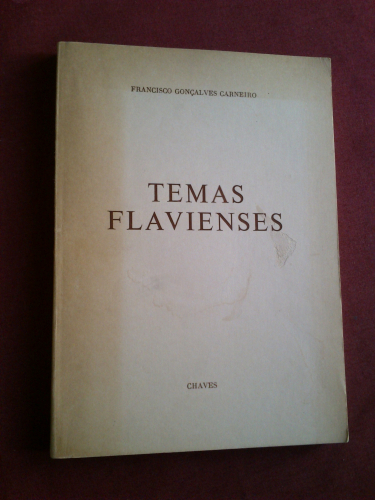 FRANCISCO GONÇALVES CARNEIRO
TEMAS
FLAVIENSES
CHAVES